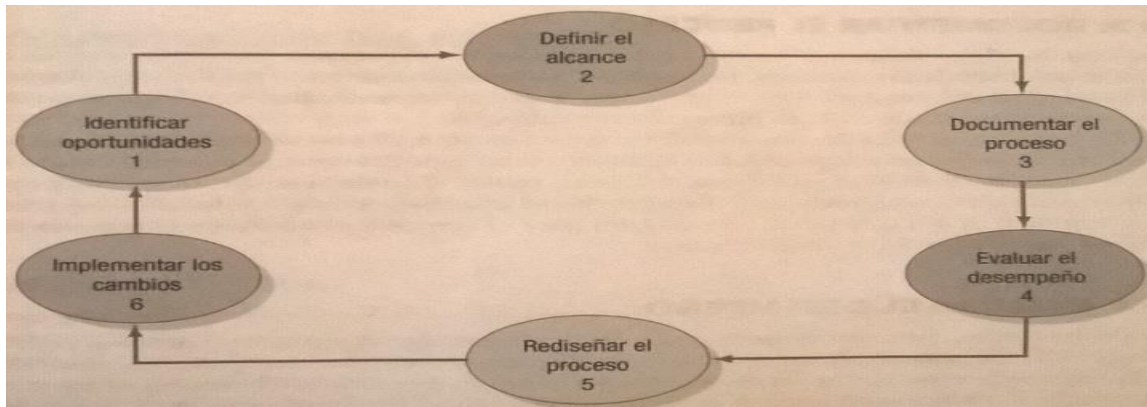 Definir el
alcance
2
Identificar
oportunidades
1
Documentar el
proceso
3
Implementar los
cambios
6
Evaluar el
desempeño
4
Rediseñar el
proceso
5